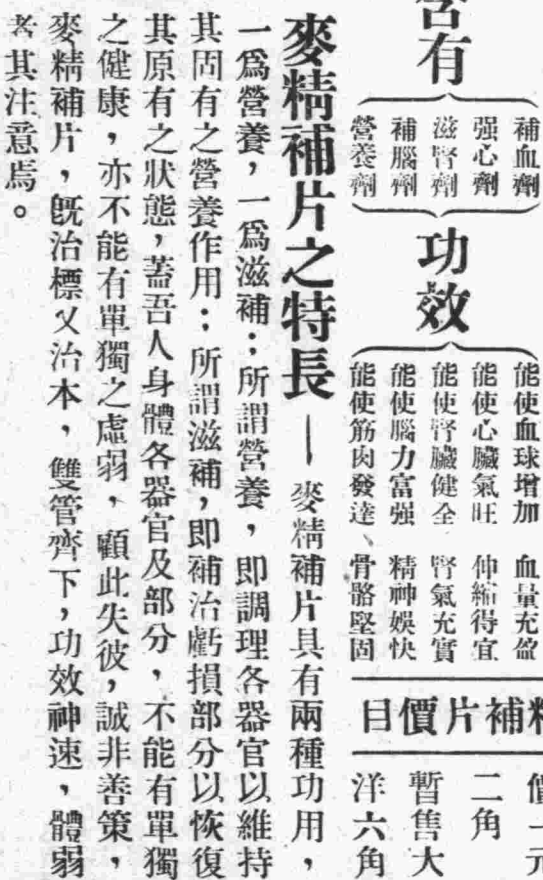 含有
補血劑
强心劑
滋腎劑
補腦劑
營養劑
功效
能使血球增加 血量充盈
能使心臟氣旺 伸縮得宜
能使腎臟健全 腎氣充實
能使腦力富强 精神娛快
能使筋肉發達 骨骼堅固
補片價目
價一元
二角
暫售大
洋六角
麥精補片之特長—麥精補片具有兩種功用，
一爲營養，一爲滋補；所謂營養，即調理各器官以維持
其固有之營養作用；所謂滋補，即補治虧損部分以恢復
其原有之狀態，蓋吾人身體各器官及部分，不能有單獨
之健康，亦不能有單獨之虛弱，顧此失彼，誠非善策，
麥精補片，旣治標又治本，雙管齊下，功效神速，體弱
者其注意焉。